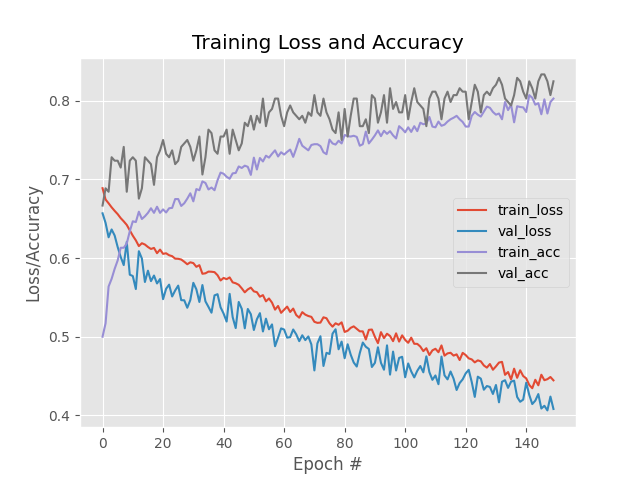 Training Loss and Accuracy
Loss/Accuracy
0.8
0.7
0.6
0.5
0.4
train_loss
val_loss
train_acc
val_acc
0 20 40 60 80 100 120 140
Epoch #